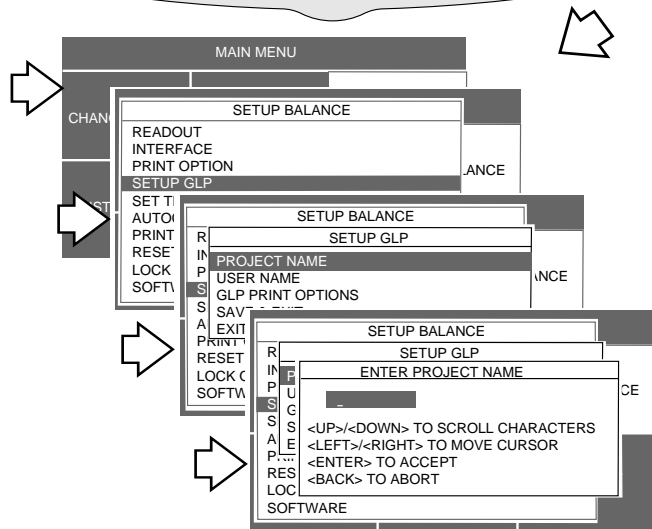 MAIN MENU
SETUP BALANCE
READOUT
INTERFACE
PRINT OPTION
SETUP GLP
SETUP BALANCE
SETUP GLP
PROJECT NAME
USER NAME
GLP PRINT OPTIONS
RESET
LOCK
SETUP BALANCE
SETUP GLP
ENTER PROJECT NAME
_
<UP>/<DOWN> TO SCROLL CHARACTERS
<LEFT>/<RIGHT> TO MOVE CURSOR
<ENTER> TO ACCEPT
<BACK> TO ABORT
SOFTWARE